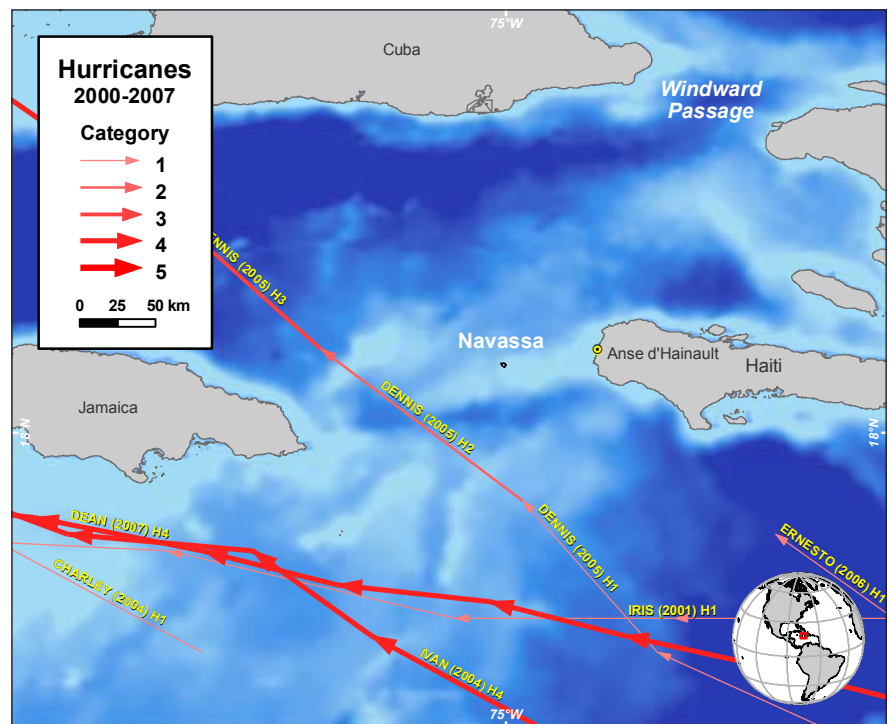 Hurricanes
2000-2007
Category
1
2
3
4
5
0 25 50 km
75°W
Cuba
Windward
Passage
ENNIS (2005) H3
Navassa
Anse d'Hainault
Haiti
Jamaica
DENNIS (2005) H2
18°N
18°N
DENNIS (2005) H1
DEAN (2007) H4
ERNESTO (2006) H1
CHARLEY (2004) H1
IRIS (2001) H1
IVAN (2004) H4
75°W